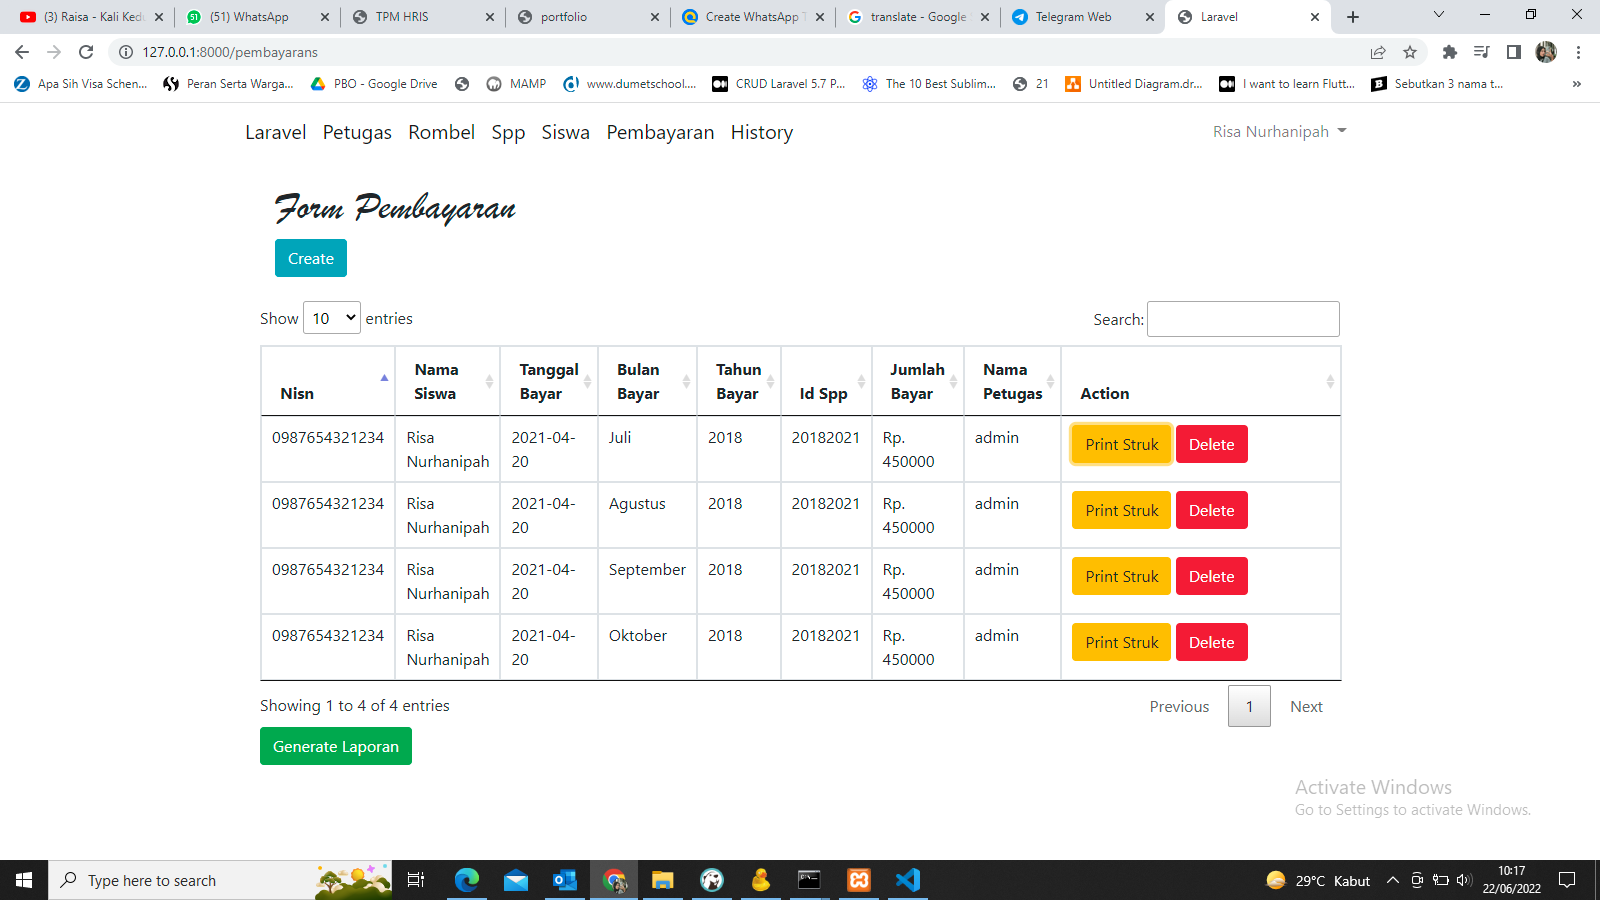 (3) Raisa - Kali Kedu
(51) WhatsApp
TPM HRIS
portfolio
Create WhatsApp T
translate - Google
Telegram Web
Laravel
127.0.0.1:8000/pembayarans
Apa Sih Visa Schen...
Peran Serta Warga...
PBO - Google Drive
MAMP
www.dumetschool....
CRUD Laravel 5.7 P...
The 10 Best Sublim...
21
Untitled Diagram.dr...
I want to learn Flutt...
Sebutkan 3 nama t...
»
Laravel Petugas Rombel Spp Siswa Pembayaran History
Risa Nurhanipah
Form Pembayaran
Create
Show 10 entries
Search:
Nisn
Nama
Siswa
Tanggal
Bayar
Bulan
Bayar
Tahun
Bayar
Id Spp
Jumlah
Bayar
Nama
Petugas
Action
0987654321234
Risa
Nurhanipah
2021-04-
20
Juli
2018
20182021
Rp.
450000
admin
Print Struk
Delete
0987654321234
Risa
Nurhanipah
2021-04-
20
Agustus
2018
20182021
Rp.
450000
admin
Print Struk
Delete
0987654321234
Risa
Nurhanipah
2021-04-
20
September
2018
20182021
Rp.
450000
admin
Print Struk
Delete
0987654321234
Risa
Nurhanipah
2021-04-
20
Oktober
2018
20182021
Rp.
450000
admin
Print Struk
Delete
Showing 1 to 4 of 4 entries
Previous 1 Next
Generate Laporan
Activate Windows
Go to Settings to activate Windows.
Type here to search
29°C Kabut
10:17
22/06/2022